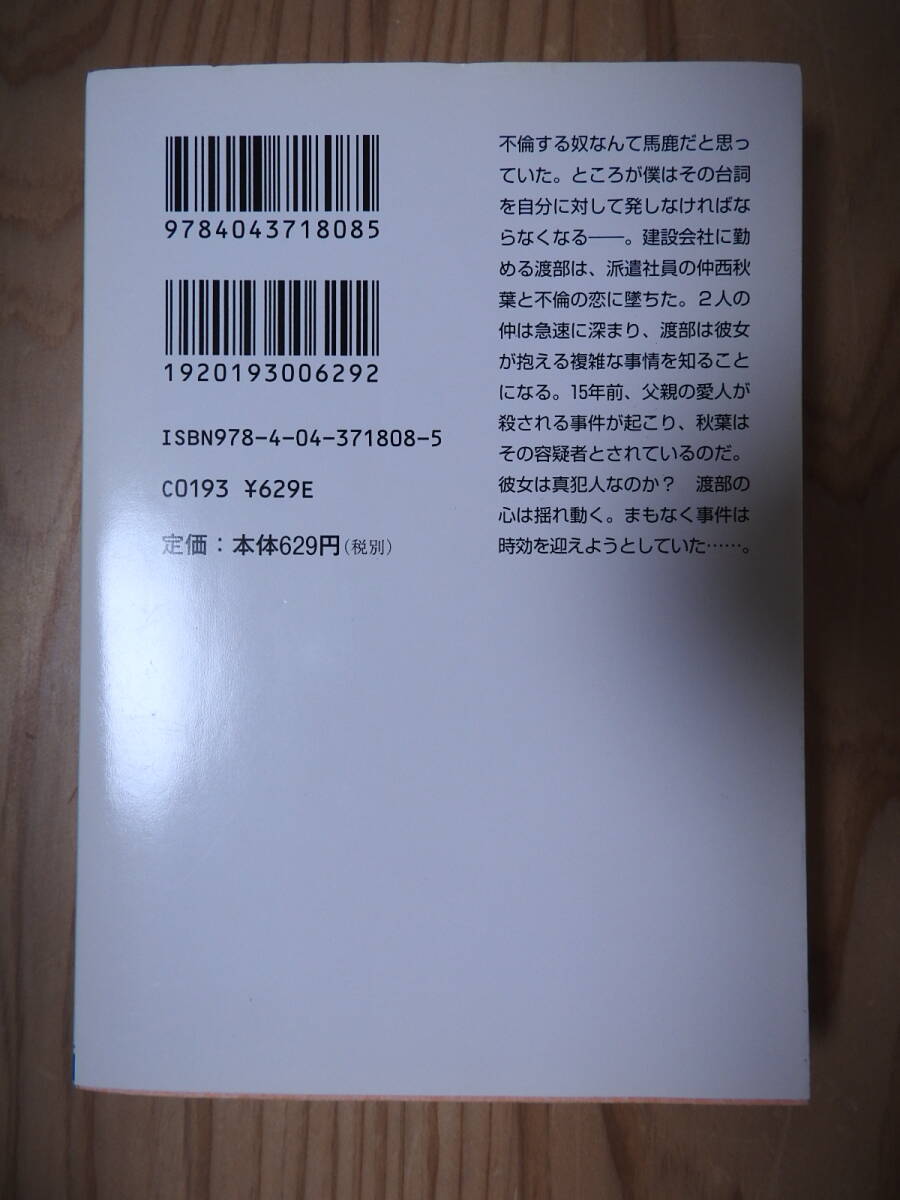 9784043718085
1920193006292
ISBN978-4-04-371808-5
C0193 ¥629E
定価：本体629円（税別）
不倫する奴なんて馬鹿だと思っ
ていた。ところが僕はその台詞
を自分に対して発しなければな
らなくなる――。建設会社に勤
める渡部は、派遣社員の仲西秋
葉と不倫の恋に墜ちた。２人の
仲は急速に深まり、渡部は彼女
が抱える複雑な事情を知ること
になる。15年前、父親の愛人が
殺される事件が起こり、秋葉は
その容疑者とされているのだ。
彼女は真犯人なのか？　渡部の
心は揺れ動く。まもなく事件は
時効を迎えようとしていた……。